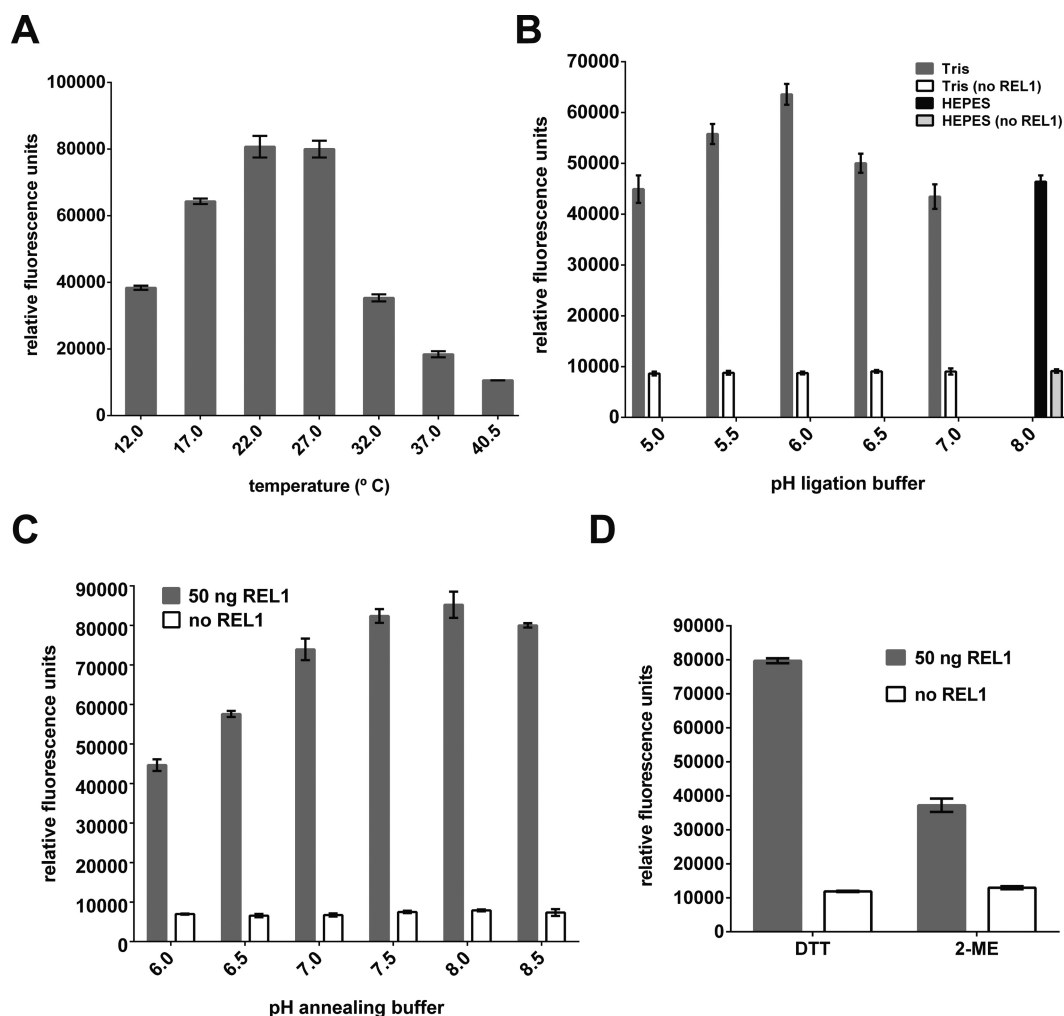 A
relative fluorescence units
100000
80000
60000
40000
20000
0
12.0
17.0
22.0
27.0
32.0
37.0
40.5
temperature (º C)
B
relative fluorescence units
70000
60000
50000
40000
30000
20000
10000
0
Tris
Tris (no REL1)
HEPES
HEPES (no REL1)
5.0
5.5
6.0
6.5
7.0
8.0
pH ligation buffer
C
relative fluorescence units
90000
80000
70000
60000
50000
40000
30000
20000
10000
0
50 ng REL1
no REL1
6.0
6.5
7.0
7.5
8.0
8.5
pH annealing buffer
D
relative fluorescence units
90000
80000
70000
60000
50000
40000
30000
20000
10000
0
50 ng REL1
no REL1
DTT
2-ME